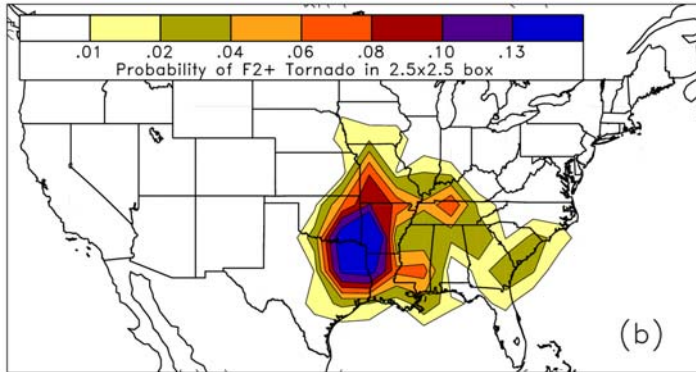 .01 .02 .04 .06 .08 .10 .13
Probability of F2+ Tornado in 2.5x2.5 box
(b)